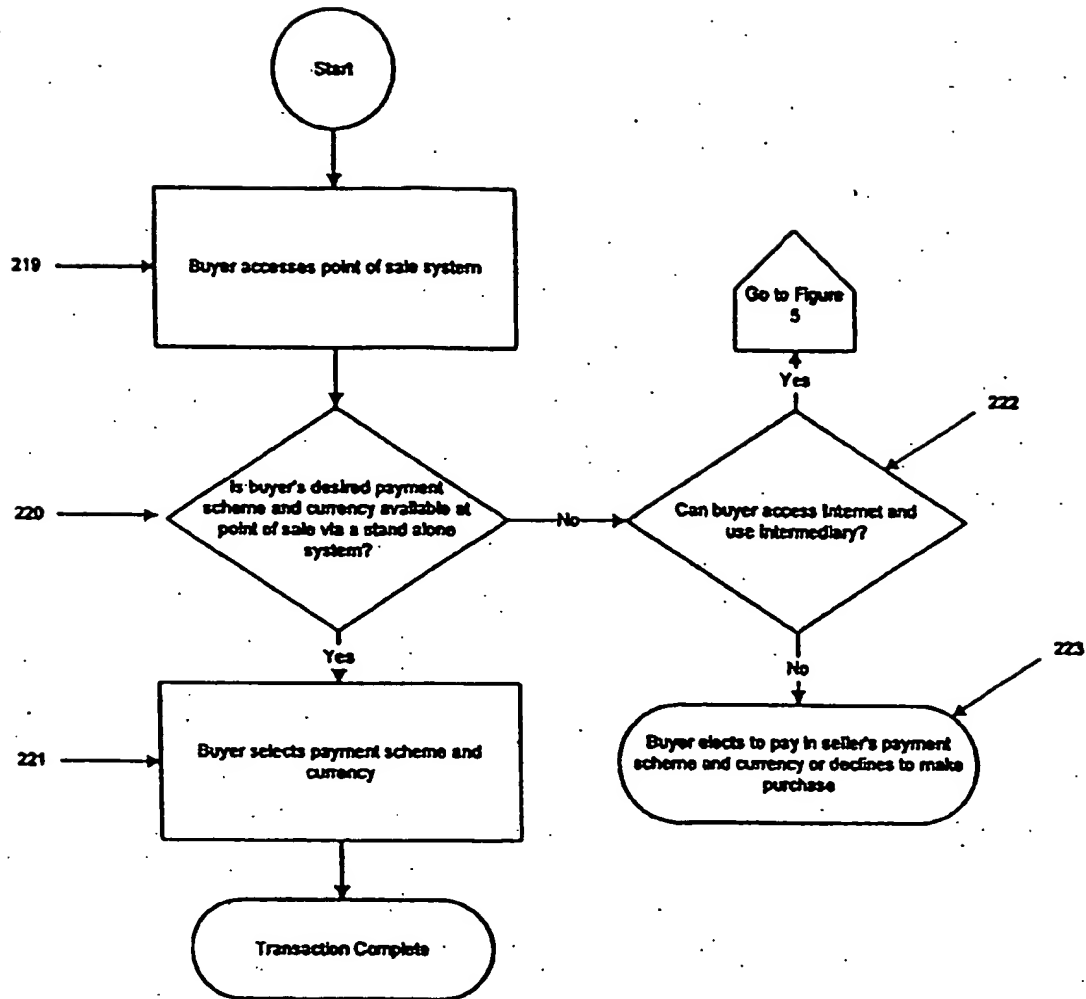 Start
219
Buyer accesses point of sale system
220
Is buyer's desired payment
scheme and currency available at
point of sale via a stand alone
system?
No
Yes
221
Buyer selects payment scheme and
currency
Transaction Complete
Go to Figure
5
Yes
222
Can buyer access Internet and
use intermediary?
No
223
Buyer elects to pay in seller's payment
scheme and currency or declines to make
purchase